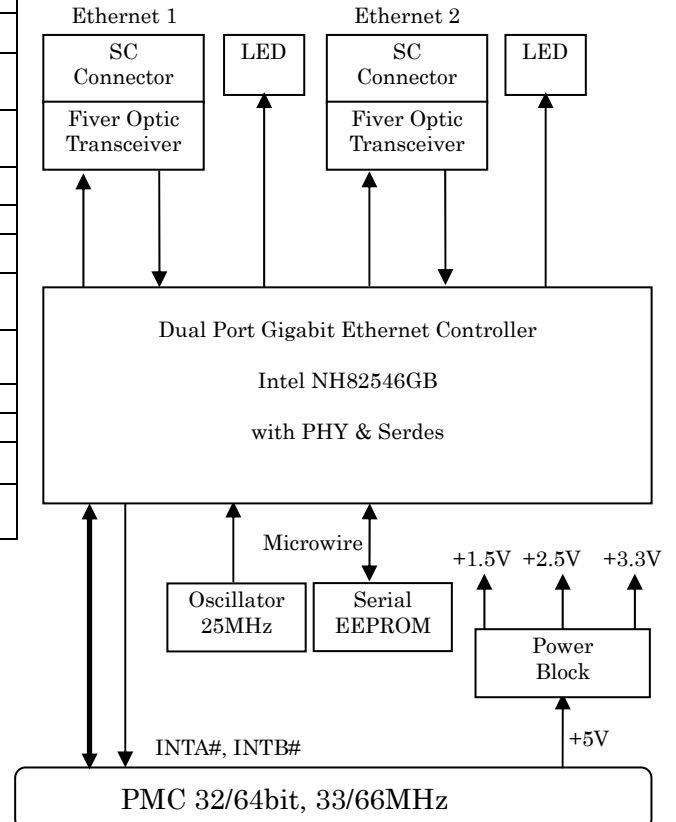 Ethernet 1
Ethernet 2
SC
Connector
LED
SC
Connector
LED
Fiver Optic
Transceiver
Fiver Optic
Transceiver
Dual Port Gigabit Ethernet Controller
Intel NH82546GB
with PHY & Serdes
Microwire
+1.5V +2.5V +3.3V
Oscillator
25MHz
Serial
EEPROM
Power
Block
+5V
INTA#, INTB#
PMC 32/64bit, 33/66MHz